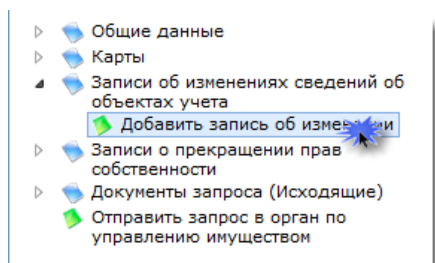 Общие данные
Карты
Записи об изменениях сведений об
объектах учета
Добавить запись об
Записи о прекращении прав
собственности
Документы запроса (Исходящие)
Отправить запрос в орган по
управлению имуществом